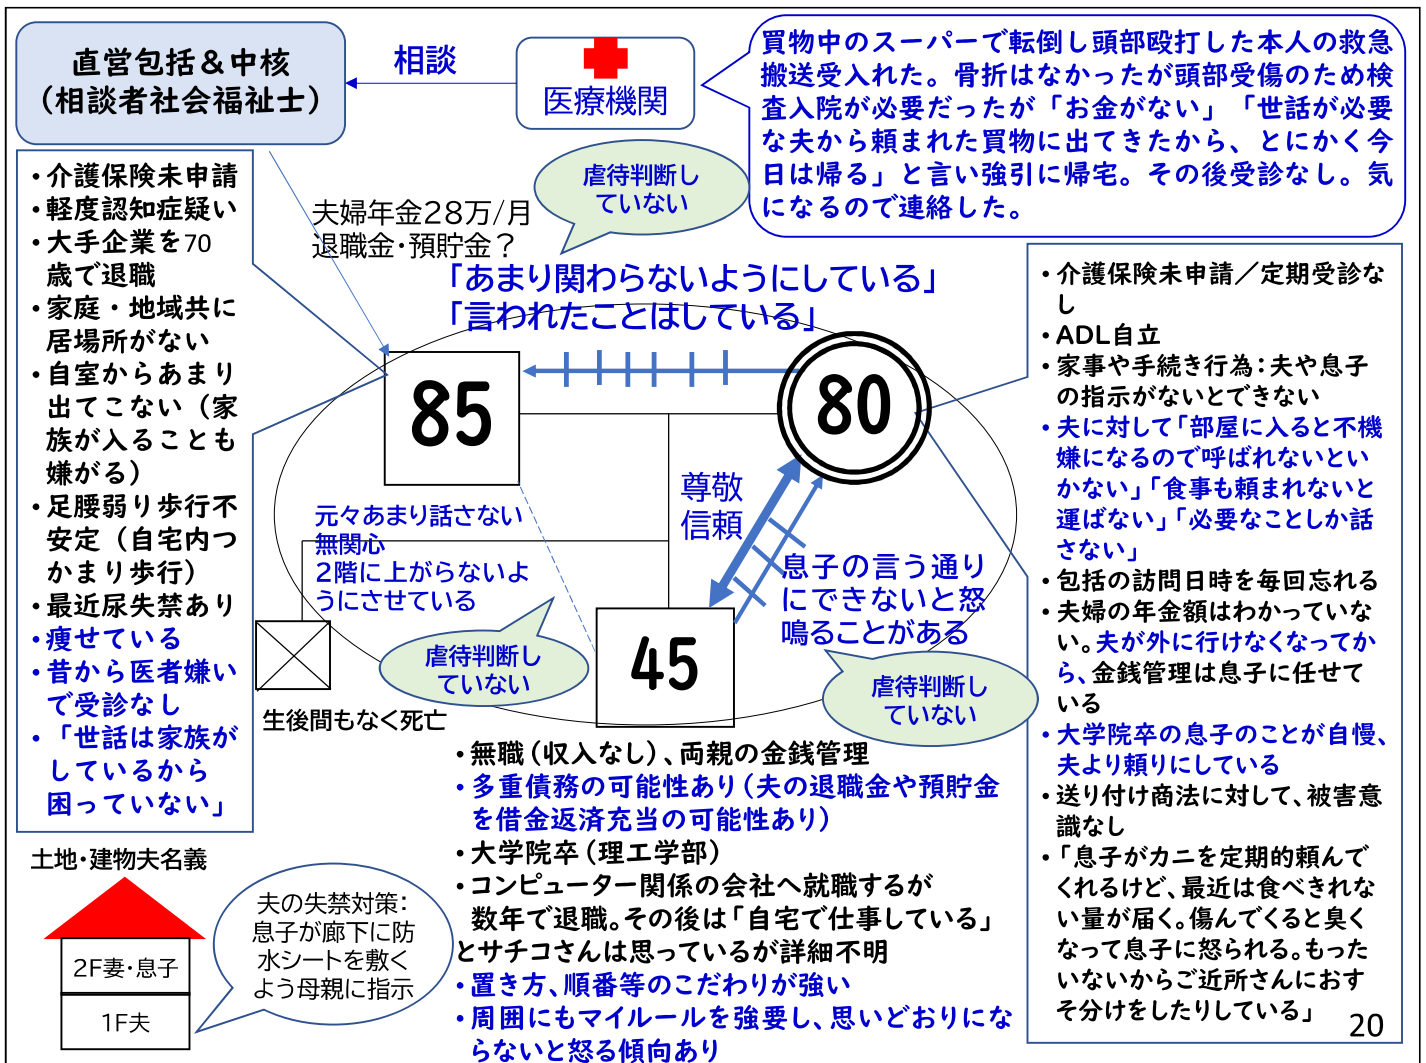 直営包括＆中核
（相談者社会福祉士）
相談
医療機関
買物中のスーパーで転倒し頭部殴打した本人の救急
搬送受入れた。骨折はなかったが頭部受傷のため検
査入院が必要だったが「お金がない」「世話が必要
な夫から頼まれた買物に出てきたから、とにかく今
日は帰る」と言い強引に帰宅。その後受診なし。気
になるので連絡した。
・介護保険未申請
・軽度認知症疑い
・大手企業を70
歳で退職
・家庭・地域共に
居場所がない
・自室からあまり
出てこない（家
族が入ることも
嫌がる）
・足腰弱り歩行不
安定（自宅内つ
かまり歩行）
・最近尿失禁あり
・痩せている
・昔から医者嫌い
で受診なし
・「世話は家族が
しているから
困っていない」
夫婦年金28万/月
退職金・預貯金？
虐待判断し
ていない
「あまり関わらないようにしている」
「言われたことはしている」
85
80
尊敬
信頼
元々あまり話さない
無関心
2階に上がらないよ
うにさせている
息子の言う通り
にできないと怒
鳴ることがある
虐待判断し
ていない
45
虐待判断し
ていない
生後間もなく死亡
・無職（収入なし）、両親の金銭管理
・多重債務の可能性あり（夫の退職金や預貯金
を借金返済充当の可能性あり）
・大学院卒（理工学部）
・コンピューター関係の会社へ就職するが
数年で退職。その後は「自宅で仕事している」
とサチコさんは思っているが詳細不明
・置き方、順番等のこだわりが強い
・周囲にもマイルールを強要し、思いどおりにな
らないと怒る傾向あり
・介護保険未申請／定期受診な
し
・ADL自立
・家事や手続き行為：夫や息子
の指示がないとできない
・夫に対して「部屋に入ると不機
嫌になるので呼ばれないとい
かない」「食事も頼まれないと
運ばない」「必要なことしか話
さない」
・包括の訪問日時を毎回忘れる
・夫婦の年金額はわかっていな
い。夫が外に行けなくなってか
ら、金銭管理は息子に任せて
いる
・大学院卒の息子のことが自慢、
夫より頼りにしている
・送り付け商法に対して、被害意
識なし
・「息子がカニを定期的頼んで
くれるけど、最近は食べきれな
い量が届く。傷んでくると臭く
なって息子に怒られる。もった
いないからご近所さんにおす
そ分けをしたりしている」
土地・建物夫名義
2F妻・息子
1F夫
夫の失禁対策：
息子が廊下に防
水シートを敷く
よう母親に指示
20